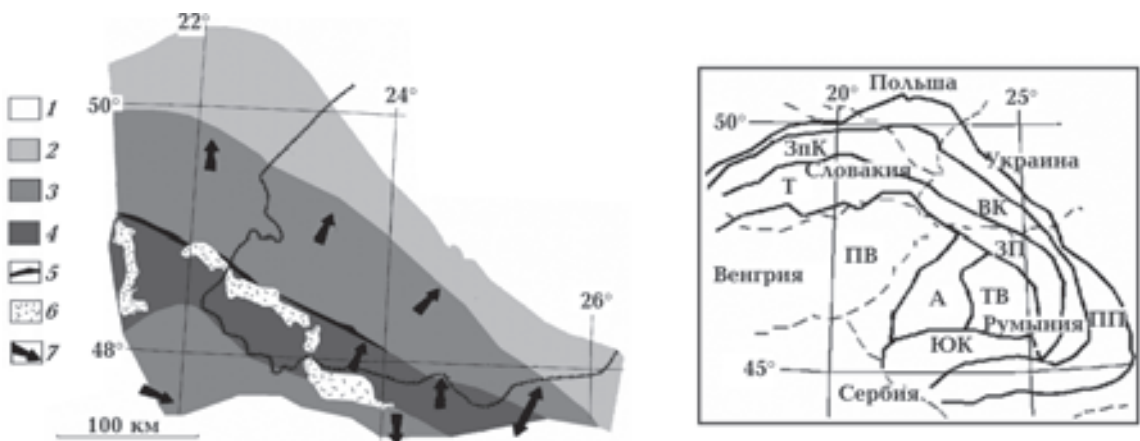 22°
50°
24°
26°
48°
100 км
1
2
3
4
5
6
7
Польша
20°
25°
50°
ЗпК
Словакия
Украина
Т
ВК
ПВ
ЗП
Венгрия
А
ТВ
Румыния
ПП
ЮК
45°
Сербия